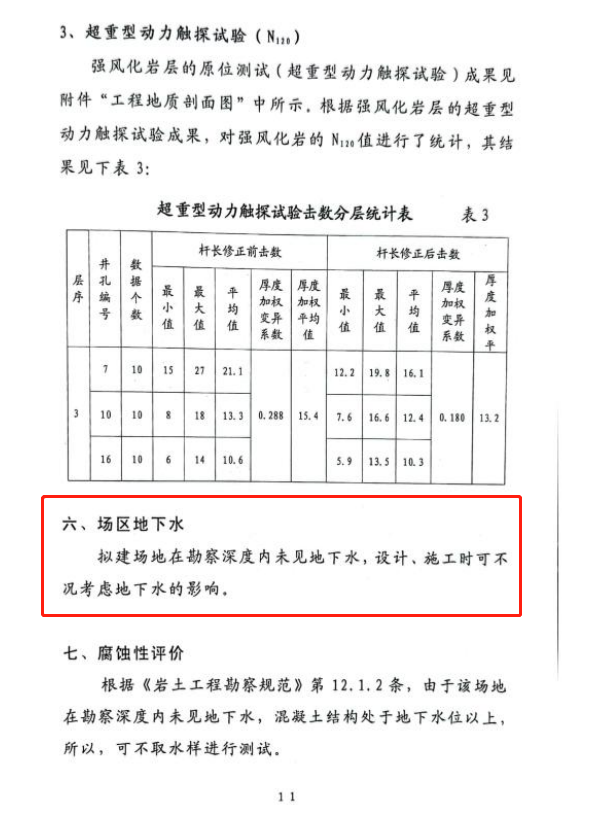 3、超重型动力触探试验(N₁₂₀)
强风化岩层的原位测试(超重型动力触探试验)成果见
附件“工程地质剖面图”中所示。根据强风化岩层的超重型
动力触探试验成果,对强风化岩的N₁₂₀值进行了统计,其结
果见下表3:
超重型动力触探试验击数分层统计表 表3
层序 井孔编号 数据个数 杆长修正前击数 杆长修正后击数
最小值 最大值 平均值 厚度加权变异系数 厚度加权平均值 最小值 最大值 平均值 厚度加权变异系数 厚度加权平
7 10 15 27 21.1 12.2 19.8 16.1
3 10 10 8 18 13.3 0.288 15.4 7.6 16.6 12.4 0.180 13.2
16 10 6 14 10.6 5.9 13.5 10.3
六、场区地下水
拟建场地在勘察深度内未见地下水,设计、施工时可不
况考虑地下水的影响。
七、腐蚀性评价
根据《岩土工程勘察规范》第12.1.2条,由于该场地
在勘察深度内未见地下水,混凝土结构处于地下水位以上,
所以,可不取水样进行测试。
11